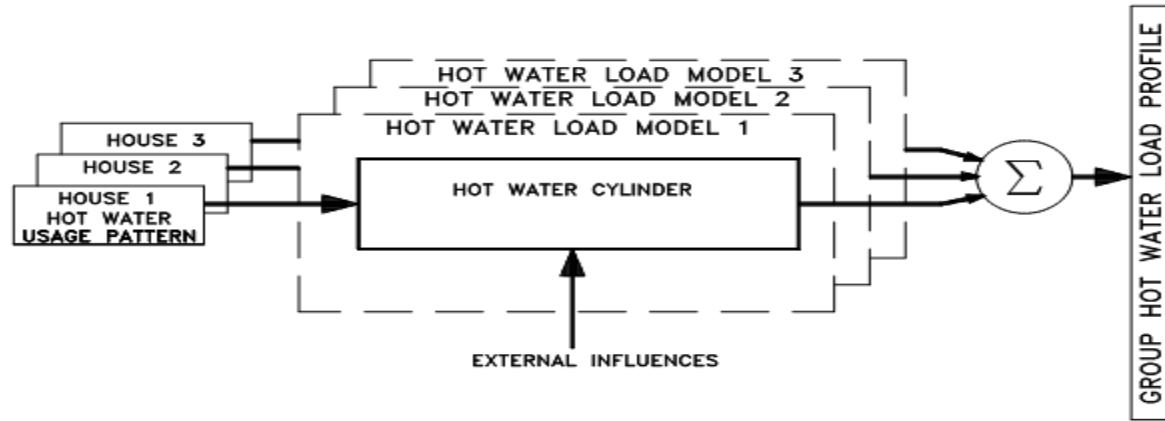 HOT WATER LOAD MODEL 3
HOT WATER LOAD MODEL 2
HOT WATER LOAD MODEL 1
HOUSE 3
HOUSE 2
HOUSE 1
HOT WATER
USAGE PATTERN
HOT WATER CYLINDER
EXTERNAL INFLUENCES
Σ
GROUP HOT WATER LOAD PROFILE